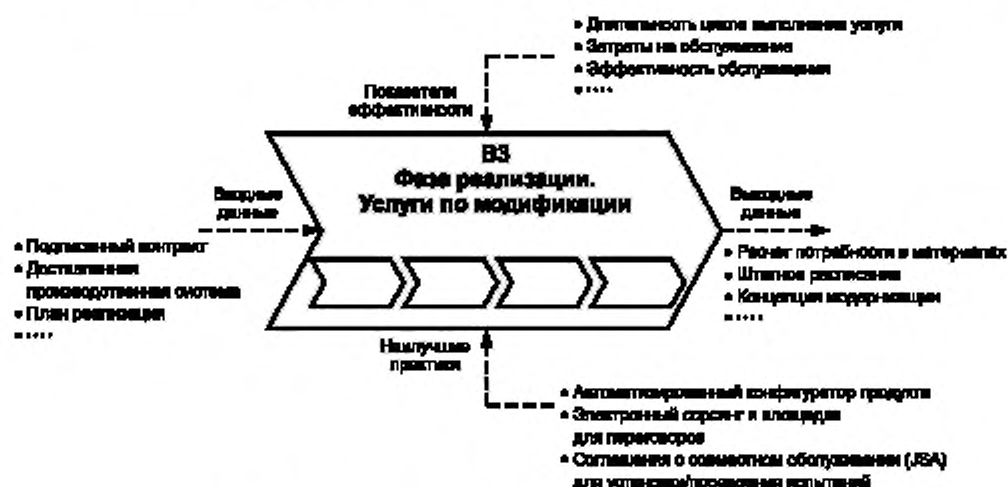 • Длительность цикла выполнения услуги
• Затраты на обслуживание
• Эффективность обслуживания
• ····
Показатели
эффективности
В3
Фаза реализации.
Услуги по модификации
Входные
данные
• Подписанный контракт
• Доставленная
производственная система
• План реализации
• ····
Выходные
данные
• Расчет потребности в материалах
• Штатное расписание
• Концепция модернизации
• ····
Наилучшие
практики
• Автоматизированный конфигуратор продукта
• Электронный сорсинг и площадка
для переговоров
• Соглашения о совместном обслуживании (JSA)
для установки/проведения испытаний